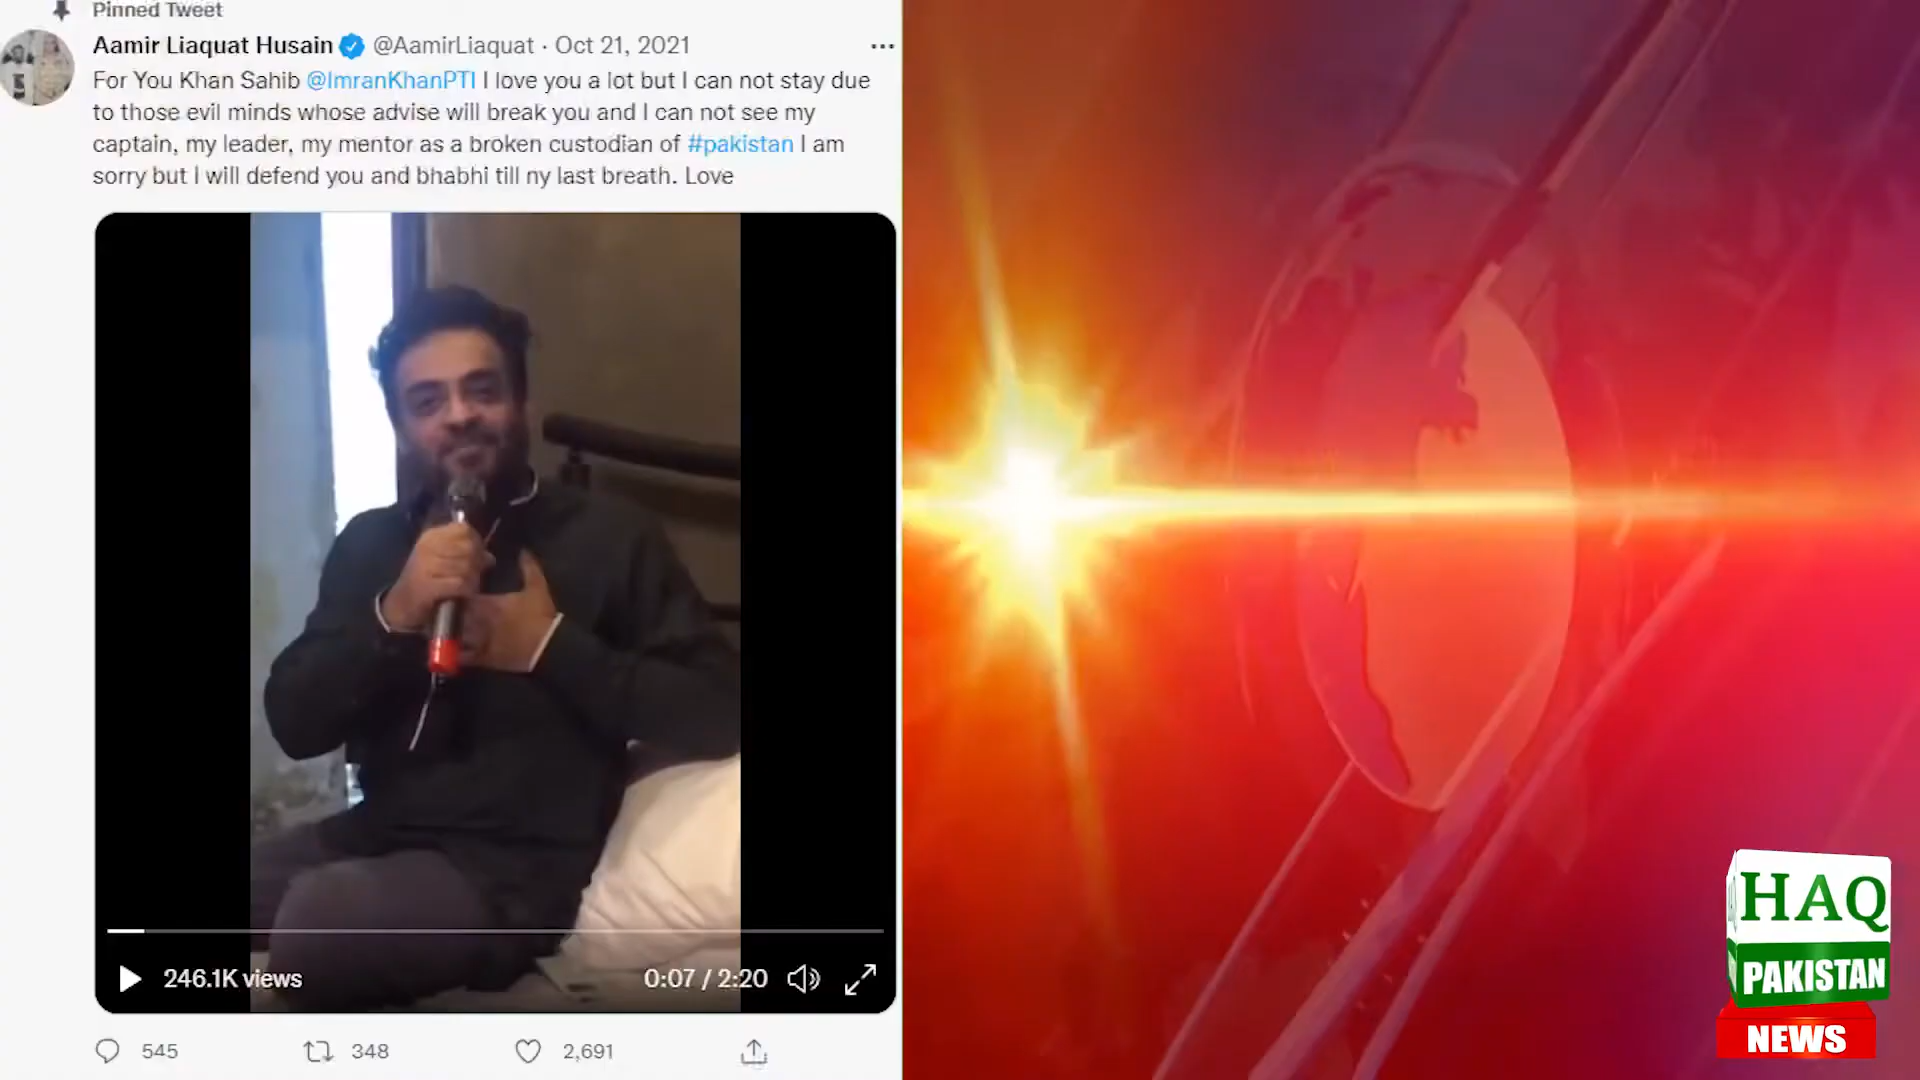 Pinned Tweet
Aamir Liaquat Husain @AamirLiaquat · Oct 21, 2021
For You Khan Sahib @ImranKhanPTI I love you a lot but I can not stay due
to those evil minds whose advise will break you and I can not see my
captain, my leader, my mentor as a broken custodian of #pakistan I am
sorry but I will defend you and bhabhi till ny last breath. Love
246.1K views
0:07 / 2:20
545
348
2,691
HAQ
PAKISTAN
NEWS